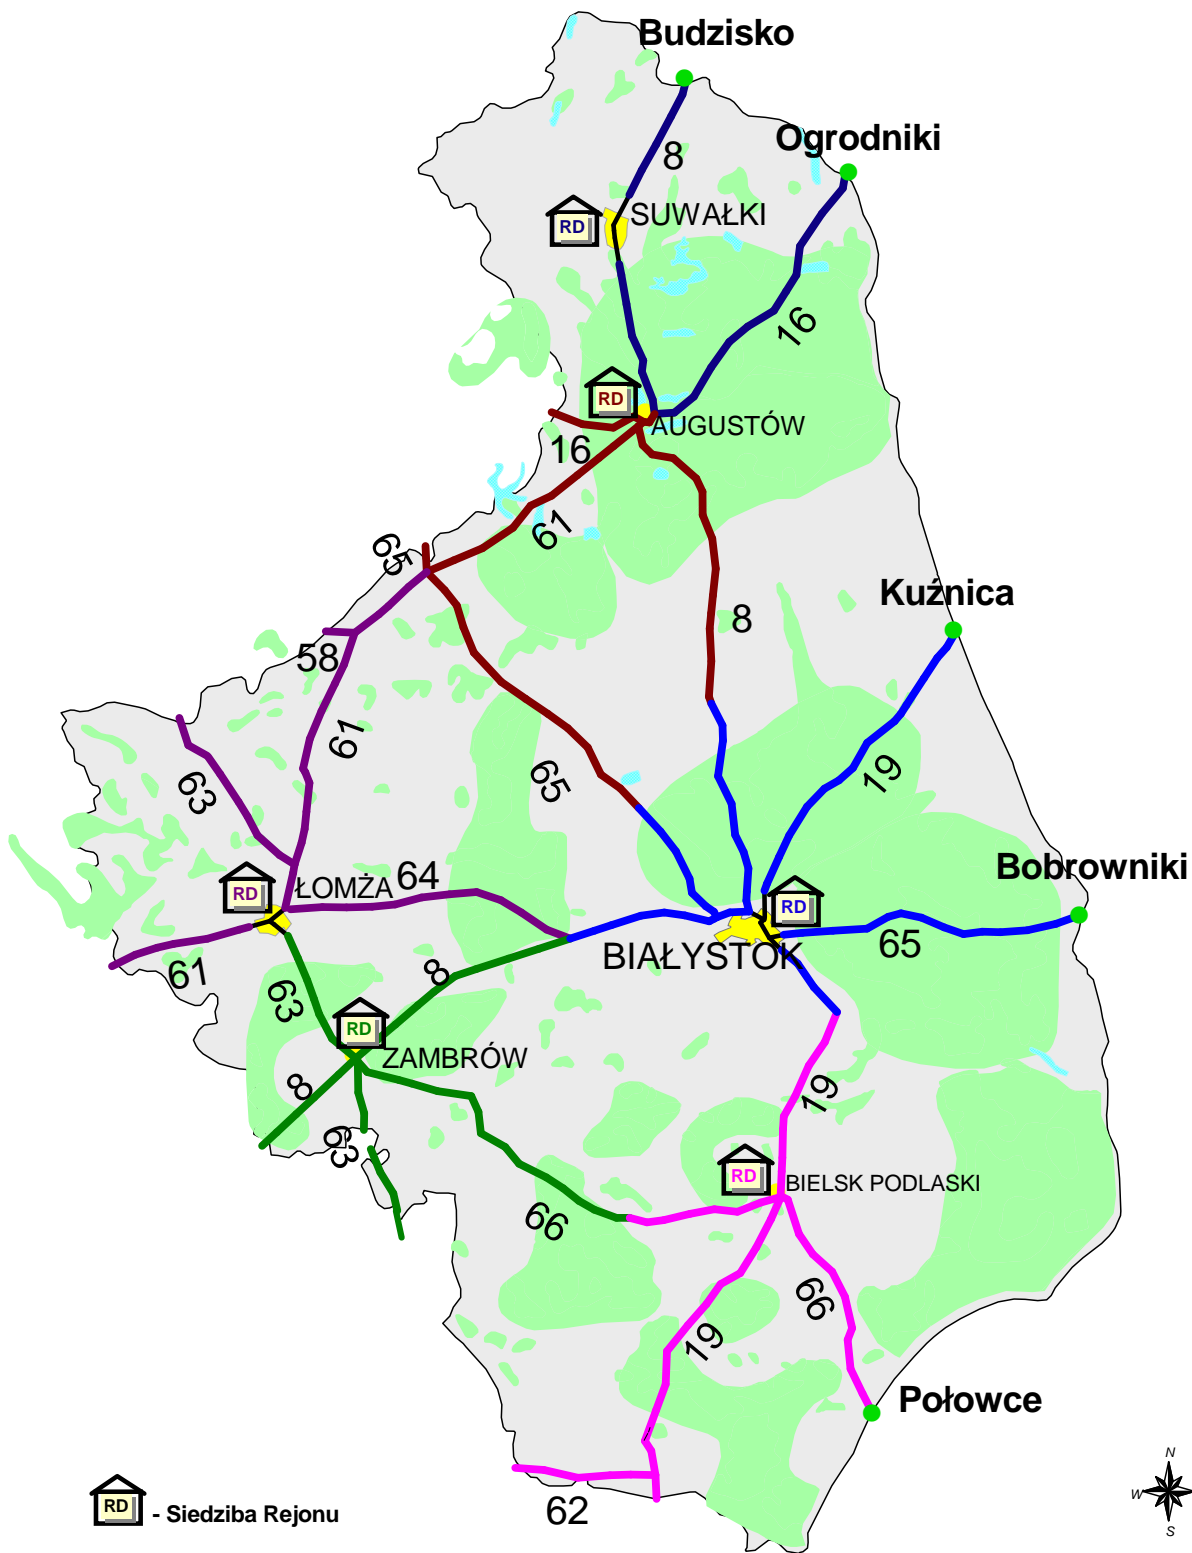 Budzisko
Ogrodniki
8
RD
SUWAŁKI
16
RD
AUGUSTÓW
16
61
65
Kuźnica
8
58
61
19
63
65
Bobrowniki
RD
ŁOMŻA
64
RD
65
BIAŁYSTOK
61
8
63
RD
ZAMBRÓW
8
19
63
RD
BIELSK PODLASKI
66
66
19
Połowce
N
W
S
RD
- Siedziba Rejonu
62